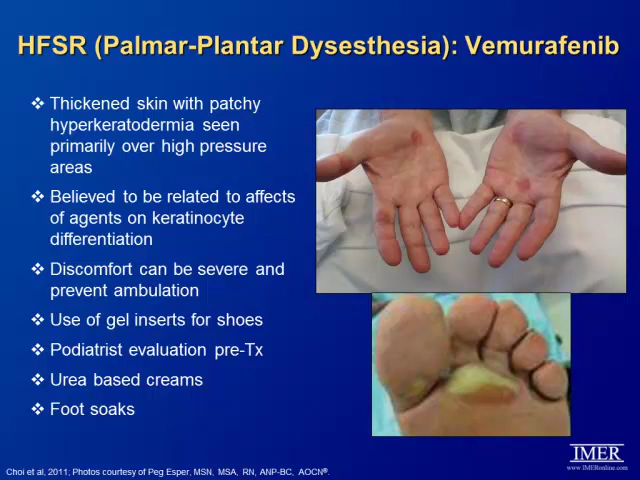 HFSR (Palmar-Plantar Dysesthesia): Vemurafenib
❖ Thickened skin with patchy
hyperkeratodermia seen
primarily over high pressure
areas
❖ Believed to be related to affects
of agents on keratinocyte
differentiation
❖ Discomfort can be severe and
prevent ambulation
❖ Use of gel inserts for shoes
❖ Podiatrist evaluation pre-Tx
❖ Urea based creams
❖ Foot soaks
Choi et al, 2011; Photos courtesy of Peg Esper, MSN, MSA, RN, ANP-BC, AOCN®.
IMER
www.IMERonline.com